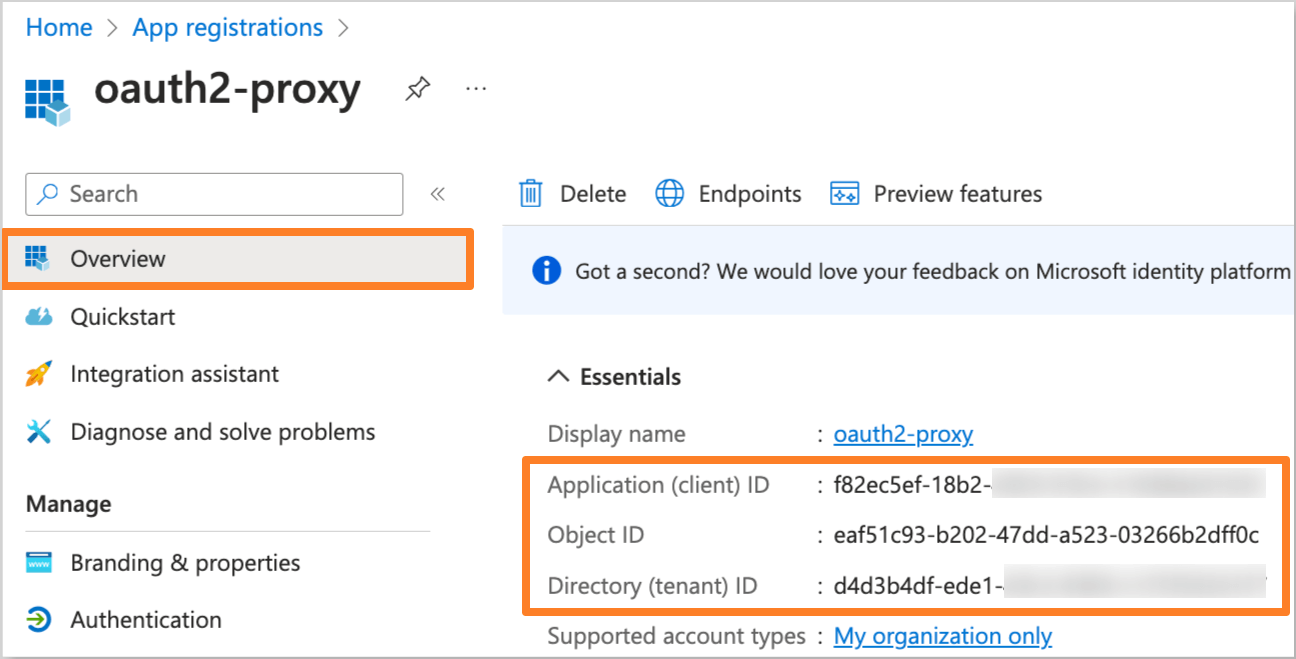 Home > App registrations >
oauth2-proxy ...
Search «
Delete Endpoints Preview features
Overview
Got a second? We would love your feedback on Microsoft identity platform
Quickstart
Integration assistant
Diagnose and solve problems
Manage
Branding & properties
www
Authentication
Essentials
Display name : oauth2-proxy
Application (client) ID : f82ec5ef-18b2-
Object ID : eaf51c93-b202-47dd-a523-03266b2dff0c
Directory (tenant) ID : d4d3b4df-ede1-
Supported account types : My organization only